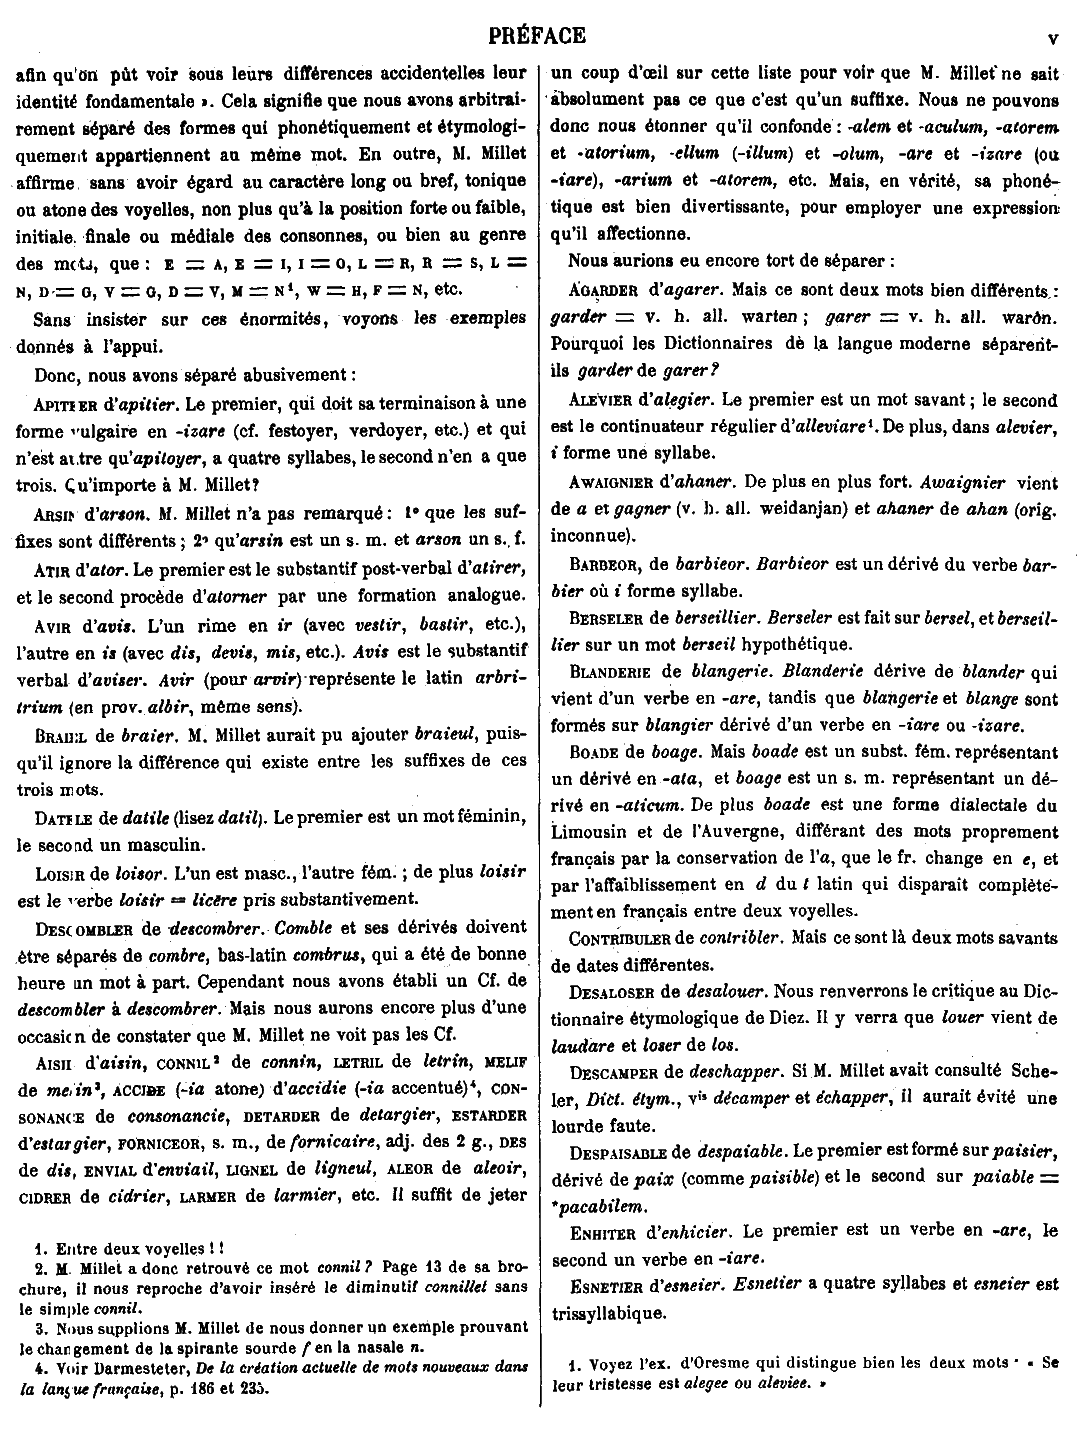 PRÉFACE
v
afin qu'on pût voir sous leurs différences accidentelles leur
identité fondamentale ». Cela signifie que nous avons arbitrai-
rement séparé des formes qui phonétiquement et étymologi-
quement appartiennent au même mot. En outre, M. Millet
affirme, sans avoir égard au caractère long ou bref, tonique
ou atone des voyelles, non plus qu'à la position forte ou faible,
initiale, finale ou médiale des consonnes, ou bien au genre
des mots, que : E = A, E = I, I = O, L = R, R = S, L =
N, D = G, V = G, D = V, M = N¹, W = H, F = N, etc.
Sans insister sur ces énormités, voyons les exemples
donnés à l'appui.
Donc, nous avons séparé abusivement :
APITIER d'apitier. Le premier, qui doit sa terminaison à une
forme vulgaire en -izare (cf. festoyer, verdoyer, etc.) et qui
n'est autre qu'apitoyer, a quatre syllabes, le second n'en a que
trois. Qu'importe à M. Millet?
ARSIN d'arson. M. Millet n'a pas remarqué : 1° que les suf-
fixes sont différents ; 2° qu'arsin est un s. m. et arson un s. f.
ATIR d'ator. Le premier est le substantif post-verbal d'atirer,
et le second procède d'atorner par une formation analogue.
AVIR d'avis. L'un rime en ir (avec vestir, bastir, etc.),
l'autre en is (avec dis, devis, mis, etc.). Avis est le substantif
verbal d'aviser. Avir (pour arvir) représente le latin arbri-
trium (en prov. albir, même sens).
BRAIEL de braier. M. Millet aurait pu ajouter braieul, puis-
qu'il ignore la différence qui existe entre les suffixes de ces
trois mots.
DATILE de datile (lisez datil). Le premier est un mot féminin,
le second un masculin.
LOISIR de loisor. L'un est masc., l'autre fém. ; de plus loisir
est le verbe loisir = licēre pris substantivement.
DESCOMBLER de descombrer. Comble et ses dérivés doivent
être séparés de combre, bas-latin combrus, qui a été de bonne
heure un mot à part. Cependant nous avons établi un Cf. de
descombler à descombrer. Mais nous aurons encore plus d'une
occasion de constater que M. Millet ne voit pas les Cf.
AISIL d'aisin, CONNIL² de connin, LETRIL de letrin, MELIF
de melin³, ACCIDE (-ia atone) d'accidie (-ia accentué)⁴, CON-
SONANCE de consonancie, DETARDER de detargier, ESTARDER
d'estargier, FORNICEOR, s. m., de fornicaire, adj. des 2 g., DES
de dis, ENVIAL d'enviail, LIGNEL de ligneul, ALEOR de aleoir,
CIDRER de cidrier, LARMER de larmier, etc. Il suffit de jeter
1. Entre deux voyelles ! !
2. M. Millet a donc retrouvé ce mot connil? Page 13 de sa bro-
chure, il nous reproche d'avoir inséré le diminutif connillet sans
le simple connil.
3. Nous supplions M. Millet de nous donner un exemple prouvant
le changement de la spirante sourde f en la nasale n.
4. Voir Darmesteter, De la création actuelle de mots nouveaux dans
la langue française, p. 186 et 235.
un coup d'œil sur cette liste pour voir que M. Millet ne sait
absolument pas ce que c'est qu'un suffixe. Nous ne pouvons
donc nous étonner qu'il confonde : -alem et -aculum, -atorem
et -atorium, -ellum (-illum) et -olum, -are et -izare (ou
-iare), -arium et -atorem, etc. Mais, en vérité, sa phoné-
tique est bien divertissante, pour employer une expression
qu'il affectionne.
Nous aurions eu encore tort de séparer :
AGARDER d'agarer. Mais ce sont deux mots bien différents :
garder = v. h. all. warten ; garer = v. h. all. warôn.
Pourquoi les Dictionnaires de la langue moderne séparent-
ils garder de garer?
ALEVIER d'alegier. Le premier est un mot savant ; le second
est le continuateur régulier d'alleviare¹. De plus, dans alevier,
i forme une syllabe.
AWAIGNIER d'ahaner. De plus en plus fort. Awaignier vient
de a et gagner (v. h. all. weidanjan) et ahaner de ahan (orig.
inconnue).
BARBEOR, de barbieor. Barbieor est un dérivé du verbe bar-
bier où i forme syllabe.
BERSELER de berseillier. Berseler est fait sur bersel, et berseil-
lier sur un mot berseil hypothétique.
BLANDERIE de blangerie. Blanderie dérive de blander qui
vient d'un verbe en -are, tandis que blangerie et blange sont
formés sur blangier dérivé d'un verbe en -iare ou -izare.
BOADE de boage. Mais boade est un subst. fém. représentant
un dérivé en -ata, et boage est un s. m. représentant un dé-
rivé en -aticum. De plus boade est une forme dialectale du
Limousin et de l'Auvergne, différant des mots proprement
français par la conservation de l'a, que le fr. change en e, et
par l'affaiblissement en d du t latin qui disparaît complète-
ment en français entre deux voyelles.
CONTRIBULER de contribler. Mais ce sont là deux mots savants
de dates différentes.
DESALOSER de desalouer. Nous renverrons le critique au Dic-
tionnaire étymologique de Diez. Il y verra que louer vient de
laudare et loser de los.
DESCAMPER de deschapper. Si M. Millet avait consulté Sche-
ler, Dict. étym., vⁱˢ décamper et échapper, il aurait évité une
lourde faute.
DESPAISABLE de despaiable. Le premier est formé sur paisier,
dérivé de paix (comme paisible) et le second sur paiable =
*pacabilem.
ENHITER d'enhicier. Le premier est un verbe en -are, le
second un verbe en -iare.
ESNETIER d'esneier. Esnetier a quatre syllabes et esneier est
trissyllabique.
1. Voyez l'ex. d'Oresme qui distingue bien les deux mots : « Se
leur tristesse est alegee ou aleviee. »